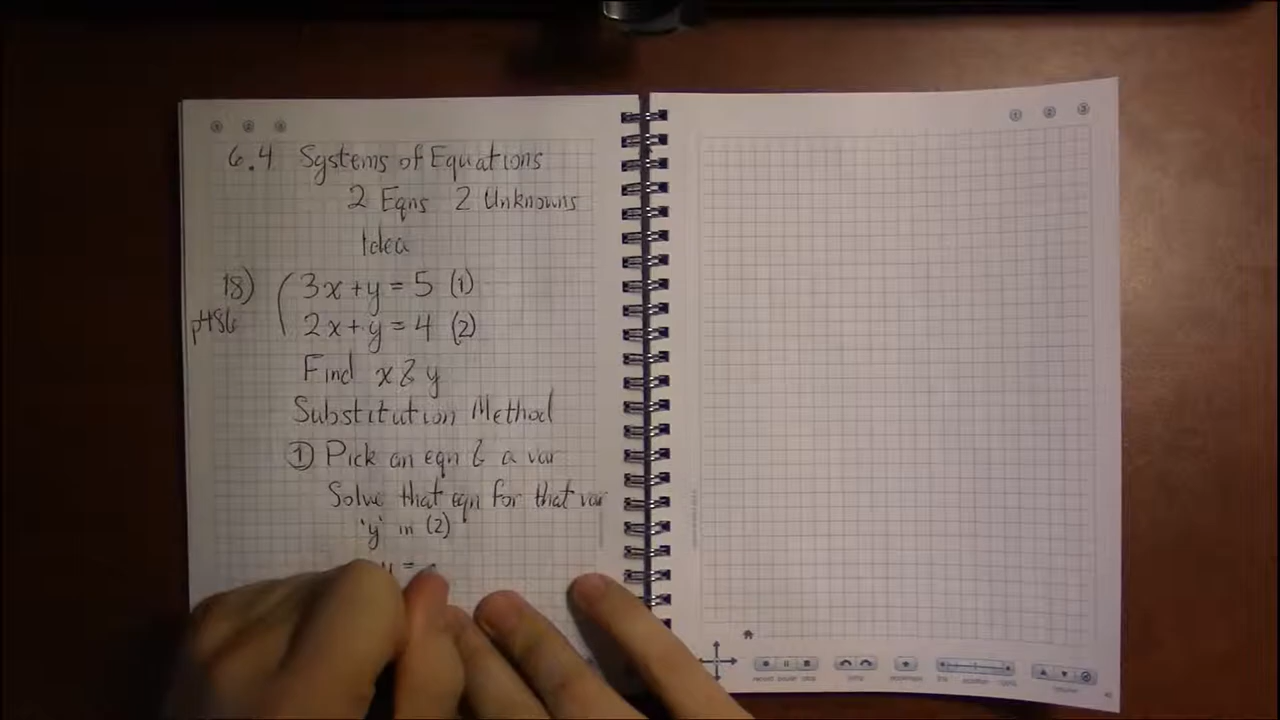 6.4 Systems of Equations
2 Eqns 2 Unknowns
Idea
18) 3x + y = 5 (1)
p486 2x + y = 4 (2)
Find x & y
Substitution Method
① Pick an eqn & a var
Solve that eqn for that var
'y' in (2)
y =